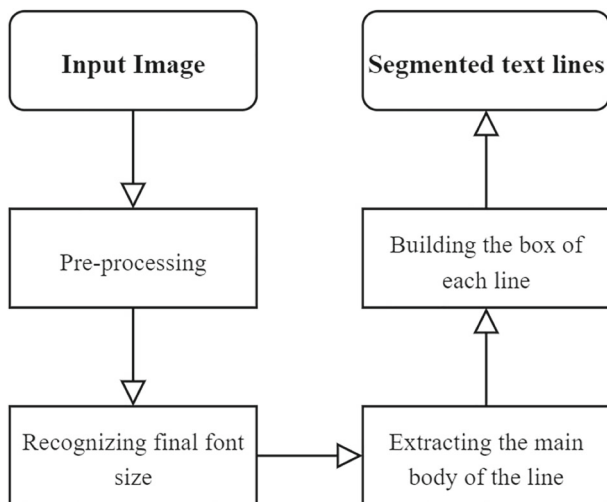 Input Image
Pre-processing
Recognizing final font
size
Extracting the main
body of the line
Building the box of
each line
Segmented text lines